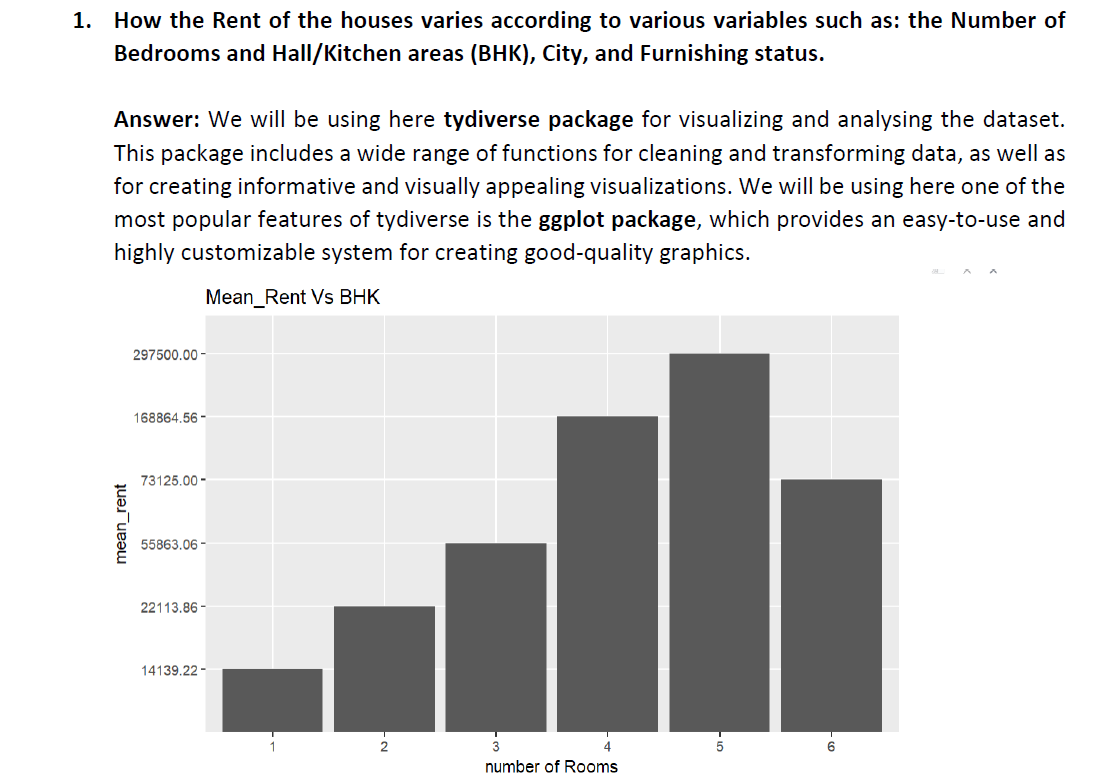 1. How the Rent of the houses varies according to various variables such as: the Number of
Bedrooms and Hall/Kitchen areas (BHK), City, and Furnishing status.
Answer: We will be using here tydiverse package for visualizing and analysing the dataset.
This package includes a wide range of functions for cleaning and transforming data, as well as
for creating informative and visually appealing visualizations. We will be using here one of the
most popular features of tydiverse is the ggplot package, which provides an easy-to-use and
highly customizable system for creating good-quality graphics.
Mean_Rent Vs BHK
297500.00
168864.56
73125.00
55863.06
22113.86
14139.22
mean_rent
1 2 3 4 5 6
number of Rooms